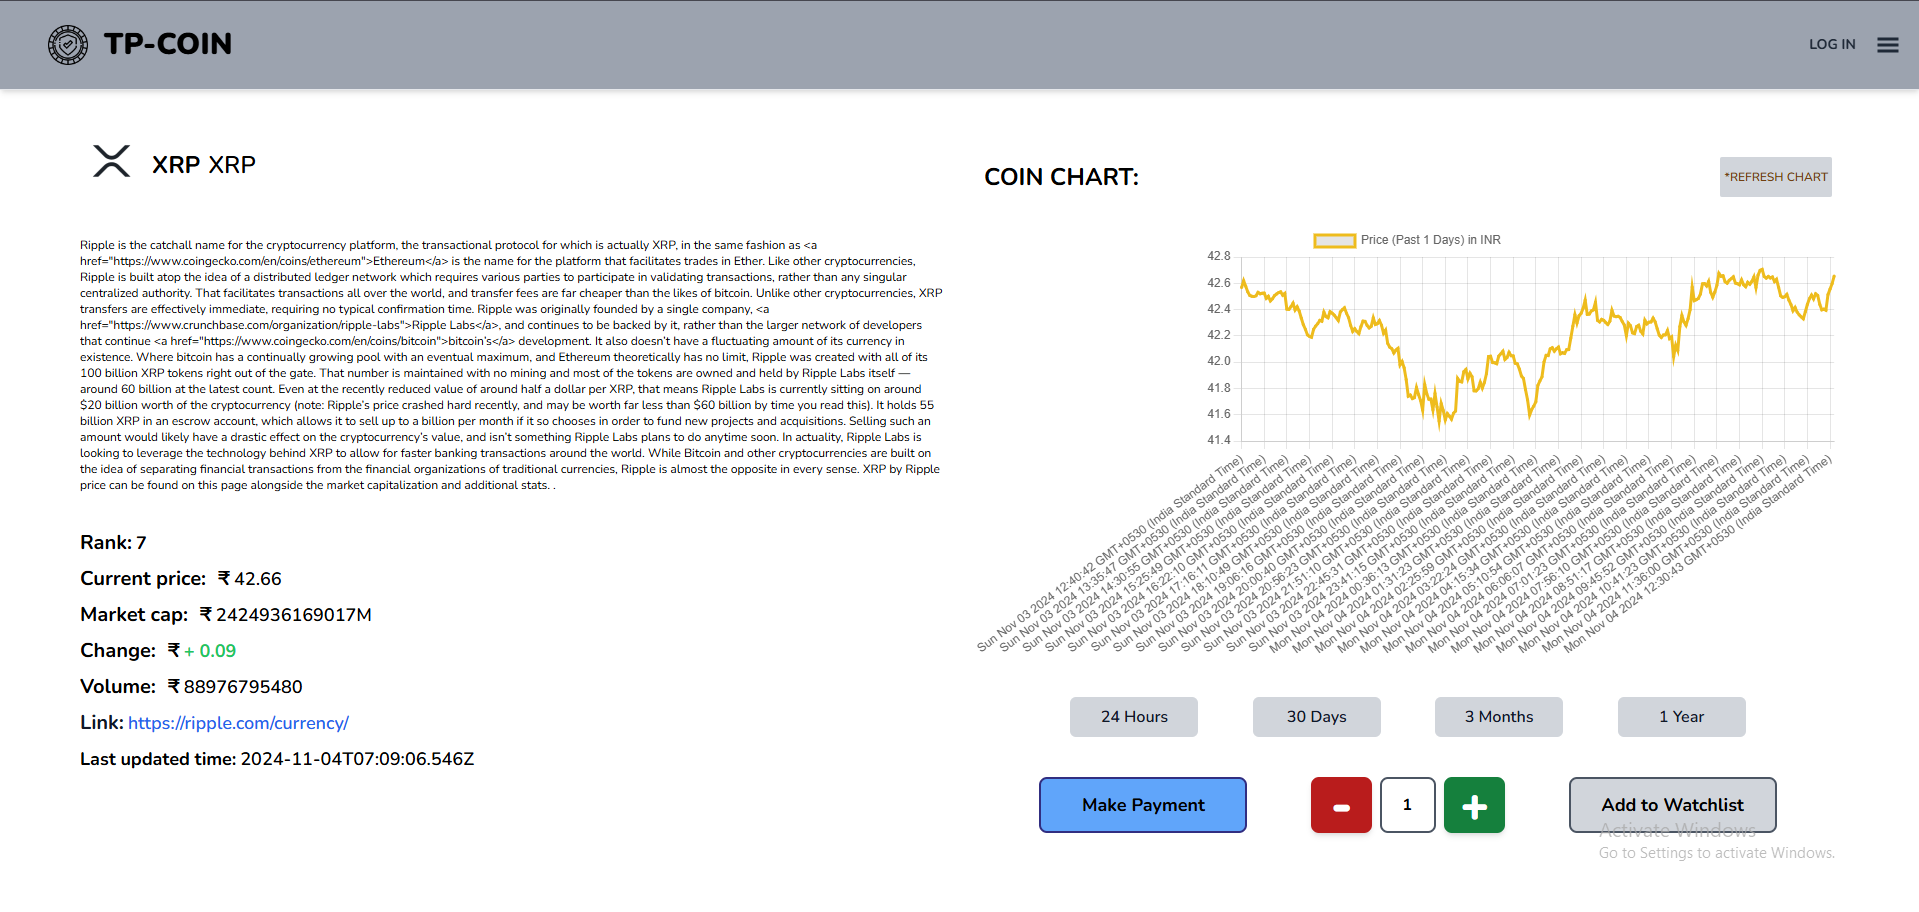 TP-COIN
LOG IN
XRP XRP
Ripple is the catchall name for the cryptocurrency platform, the transactional protocol for which is actually XRP, in the same fashion as <a
href="https://www.coingecko.com/en/coins/ethereum">Ethereum</a> is the name for the platform that facilitates trades in Ether. Like other cryptocurrencies,
Ripple is built atop the idea of a distributed ledger network which requires various parties to participate in validating transactions, rather than any singular
centralized authority. That facilitates transactions all over the world, and transfer fees are far cheaper than the likes of bitcoin. Unlike other cryptocurrencies, XRP
transfers are effectively immediate, requiring no typical confirmation time. Ripple was originally founded by a single company, <a
href="https://www.crunchbase.com/organization/ripple-labs">Ripple Labs</a>, and continues to be backed by it, rather than the larger network of developers
that continue <a href="https://www.coingecko.com/en/coins/bitcoin">bitcoin's</a> development. It also doesn't have a fluctuating amount of its currency in
existence. Where bitcoin has a continually growing pool with an eventual maximum, and Ethereum theoretically has no limit, Ripple was created with all of its
100 billion XRP tokens right out of the gate. That number is maintained with no mining and most of the tokens are owned and held by Ripple Labs itself —
around 60 billion at the latest count. Even at the recently reduced value of around half a dollar per XRP, that means Ripple Labs is currently sitting on around
$20 billion worth of the cryptocurrency (note: Ripple's price crashed hard recently, and may be worth far less than $60 billion by time you read this). It holds 55
billion XRP in an escrow account, which allows it to sell up to a billion per month if it so chooses in order to fund new projects and acquisitions. Selling such an
amount would likely have a drastic effect on the cryptocurrency's value, and isn't something Ripple Labs plans to do anytime soon. In actuality, Ripple Labs is
looking to leverage the technology behind XRP to allow for faster banking transactions around the world. While Bitcoin and other cryptocurrencies are built on
the idea of separating financial transactions from the financial organizations of traditional currencies, Ripple is almost the opposite in every sense. XRP by Ripple
price can be found on this page alongside the market capitalization and additional stats. .
Rank: 7
Current price: ₹ 42.66
Market cap: ₹ 2424936169017M
Change: ₹ + 0.09
Volume: ₹ 88976795480
Link: https://ripple.com/currency/
Last updated time: 2024-11-04T07:09:06.546Z
COIN CHART:
*REFRESH CHART
Price (Past 1 Days) in INR
42.8
42.6
42.4
42.2
42.0
41.8
41.6
41.4
Sun Nov 03 2024 12:40:42 GMT+0530 (India Standard Time)
Sun Nov 03 2024 13:35:47 GMT+0530 (India Standard Time)
Sun Nov 03 2024 14:30:55 GMT+0530 (India Standard Time)
Sun Nov 03 2024 15:25:49 GMT+0530 (India Standard Time)
Sun Nov 03 2024 16:22:10 GMT+0530 (India Standard Time)
Sun Nov 03 2024 17:16:11 GMT+0530 (India Standard Time)
Sun Nov 03 2024 18:10:49 GMT+0530 (India Standard Time)
Sun Nov 03 2024 19:06:16 GMT+0530 (India Standard Time)
Sun Nov 03 2024 20:00:40 GMT+0530 (India Standard Time)
Sun Nov 03 2024 20:56:23 GMT+0530 (India Standard Time)
Sun Nov 03 2024 21:51:10 GMT+0530 (India Standard Time)
Sun Nov 03 2024 22:45:31 GMT+0530 (India Standard Time)
Sun Nov 03 2024 23:41:15 GMT+0530 (India Standard Time)
Mon Nov 04 2024 00:36:13 GMT+0530 (India Standard Time)
Mon Nov 04 2024 01:31:23 GMT+0530 (India Standard Time)
Mon Nov 04 2024 02:25:59 GMT+0530 (India Standard Time)
Mon Nov 04 2024 03:22:24 GMT+0530 (India Standard Time)
Mon Nov 04 2024 04:15:34 GMT+0530 (India Standard Time)
Mon Nov 04 2024 05:10:54 GMT+0530 (India Standard Time)
Mon Nov 04 2024 06:06:07 GMT+0530 (India Standard Time)
Mon Nov 04 2024 07:01:23 GMT+0530 (India Standard Time)
Mon Nov 04 2024 07:56:10 GMT+0530 (India Standard Time)
Mon Nov 04 2024 08:51:17 GMT+0530 (India Standard Time)
Mon Nov 04 2024 09:45:52 GMT+0530 (India Standard Time)
Mon Nov 04 2024 10:41:23 GMT+0530 (India Standard Time)
Mon Nov 04 2024 11:36:00 GMT+0530 (India Standard Time)
Mon Nov 04 2024 12:30:43 GMT+0530 (India Standard Time)
24 Hours
30 Days
3 Months
1 Year
Make Payment
-
1
+
Add to Watchlist
Activate Windows
Go to Settings to activate Windows.